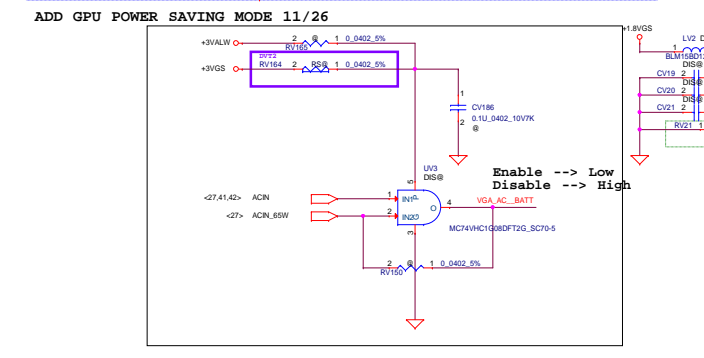 ADD GPU POWER SAVING MODE 11/26
+3VALW 2 @ 1 0_0402_5%
RV165
DVT2
+3VGS RV164 2 RS@ 1 0_0402_5%
1
CV186
0.1U_0402_10V7K
2 @
UV3
DIS@
5
Enable --> Low
Disable --> High
<27,41,42> ACIN 1 IN1 P
O 4 VGA_AC__BATT
<27> ACIN_65W 2 IN2 G
MC74VHC1G08DFT2G_SC70-5
3
2 @ 1 0_0402_5%
RV150
+1.8VGS
LV2 D
1
BLM15BD12
DIS@
CV19 2
DIS@
CV20 2
DIS@
CV21 2
RV21 1